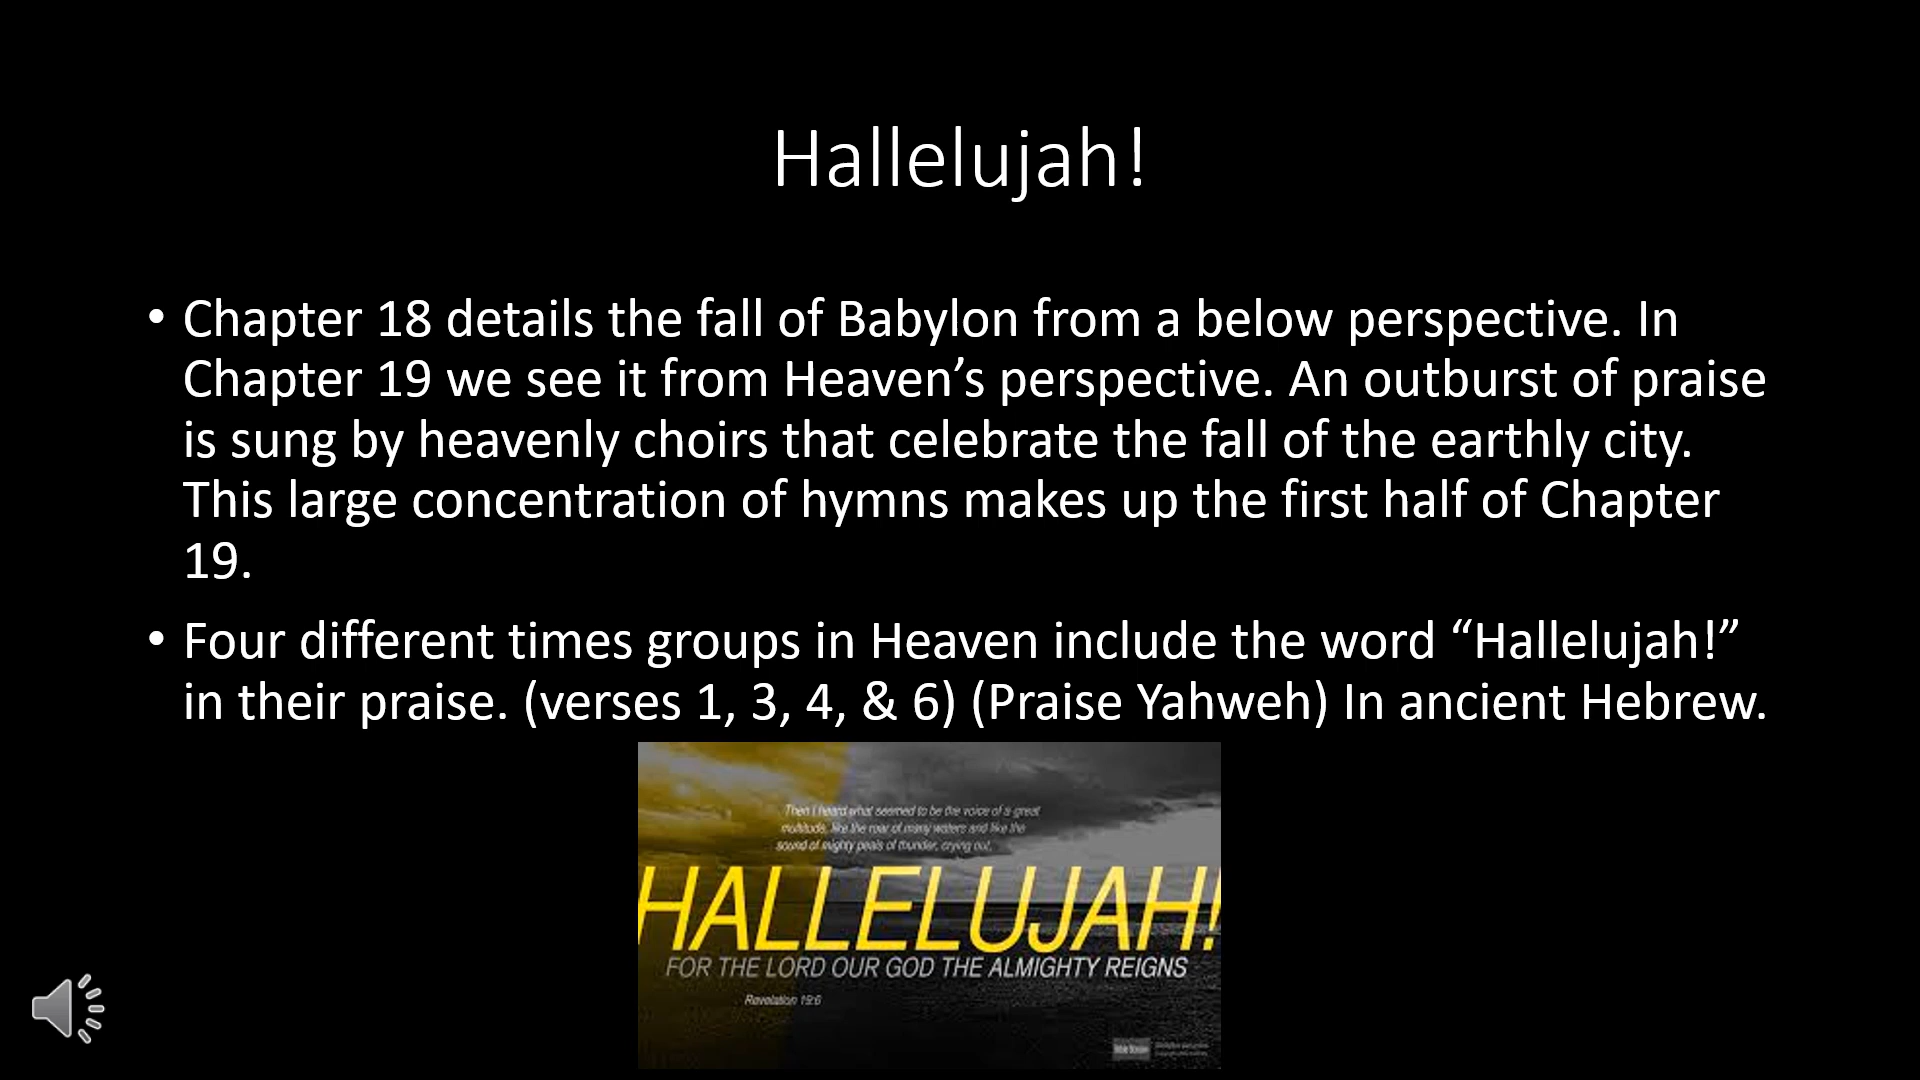 Hallelujah!
• Chapter 18 details the fall of Babylon from a below perspective. In
Chapter 19 we see it from Heaven’s perspective. An outburst of praise
is sung by heavenly choirs that celebrate the fall of the earthly city.
This large concentration of hymns makes up the first half of Chapter
19.
• Four different times groups in Heaven include the word “Hallelujah!”
in their praise. (verses 1, 3, 4, & 6) (Praise Yahweh) In ancient Hebrew.
Then I heard what seemed to be the voice of a great
multitude, like the roar of many waters and like the
sound of mighty peals of thunder, crying out,
HALLELUJAH!
FOR THE LORD OUR GOD THE ALMIGHTY REIGNS
Revelation 19:6